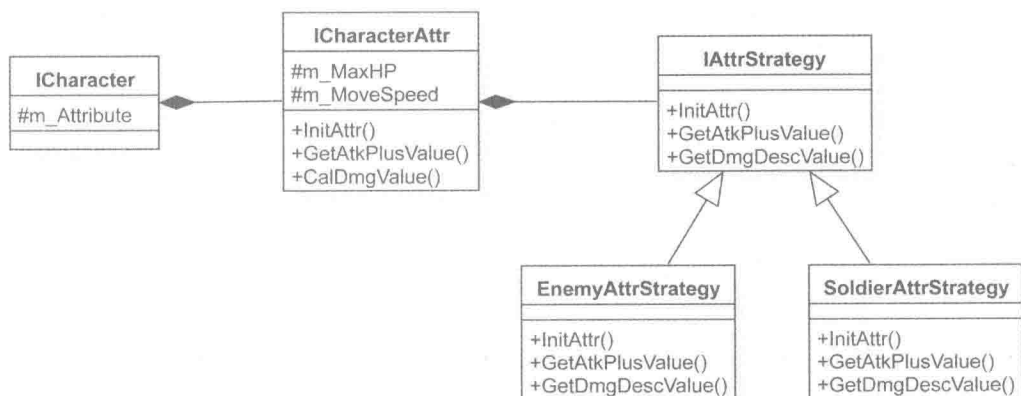 ICharacter
#m_Attribute
ICharacterAttr
#m_MaxHP
#m_MoveSpeed
+InitAttr()
+GetAtkPlusValue()
+CalDmgValue()
IAttrStrategy
+InitAttr()
+GetAtkPlusValue()
+GetDmgDescValue()
EnemyAttrStrategy
+InitAttr()
+GetAtkPlusValue()
+GetDmgDescValue()
SoldierAttrStrategy
+InitAttr()
+GetAtkPlusValue()
+GetDmgDescValue()